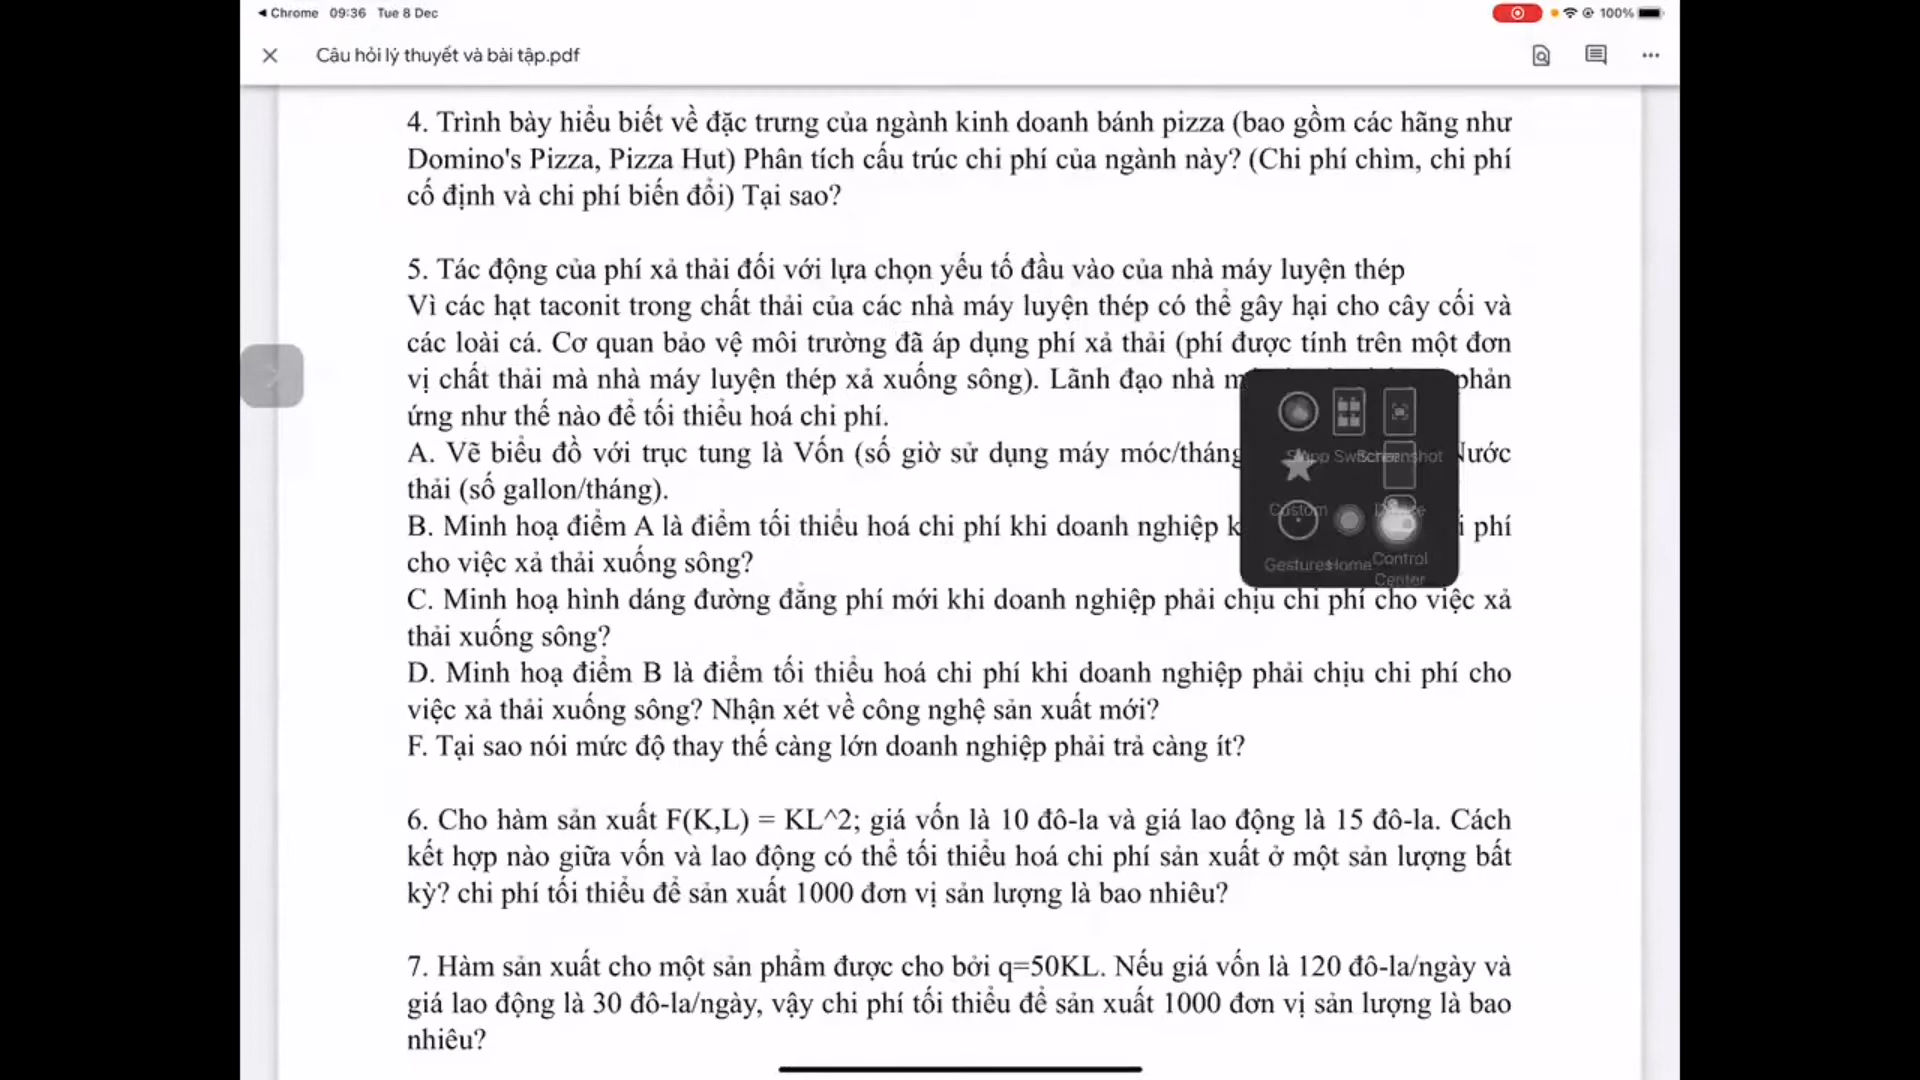 Chrome 09:36 Tue 8 Dec 100%
Câu hỏi lý thuyết và bài tập.pdf
4. Trình bày hiểu biết về đặc trưng của ngành kinh doanh bánh pizza (bao gồm các hãng như
Domino's Pizza, Pizza Hut) Phân tích cấu trúc chi phí của ngành này? (Chi phí chìm, chi phí
cố định và chi phí biến đổi) Tại sao?
5. Tác động của phí xả thải đối với lựa chọn yếu tố đầu vào của nhà máy luyện thép
Vì các hạt taconit trong chất thải của các nhà máy luyện thép có thể gây hại cho cây cối và
các loài cá. Cơ quan bảo vệ môi trường đã áp dụng phí xả thải (phí được tính trên một đơn
vị chất thải mà nhà máy luyện thép xả xuống sông). Lãnh đạo nhà phản
ứng như thế nào để tối thiểu hoá chi phí.
A. Vẽ biểu đồ với trục tung là Vốn (số giờ sử dụng máy móc/tháng Nước
thải (số gallon/tháng).
B. Minh hoạ điểm A là điểm tối thiểu hoá chi phí khi doanh nghiệp phí
cho việc xả thải xuống sông?
C. Minh hoạ hình dáng đường đẳng phí mới khi doanh nghiệp phải chịu chi phí cho việc xả
thải xuống sông?
D. Minh hoạ điểm B là điểm tối thiểu hoá chi phí khi doanh nghiệp phải chịu chi phí cho
việc xả thải xuống sông? Nhận xét về công nghệ sản xuất mới?
F. Tại sao nói mức độ thay thế càng lớn doanh nghiệp phải trả càng ít?
6. Cho hàm sản xuất F(K,L) = KL^2; giá vốn là 10 đô-la và giá lao động là 15 đô-la. Cách
kết hợp nào giữa vốn và lao động có thể tối thiểu hoá chi phí sản xuất ở một sản lượng bất
kỳ? chi phí tối thiểu để sản xuất 1000 đơn vị sản lượng là bao nhiêu?
7. Hàm sản xuất cho một sản phẩm được cho bởi q=50KL. Nếu giá vốn là 120 đô-la/ngày và
giá lao động là 30 đô-la/ngày, vậy chi phí tối thiểu để sản xuất 1000 đơn vị sản lượng là bao
nhiêu?
Custom
Gestures Home Control
Center